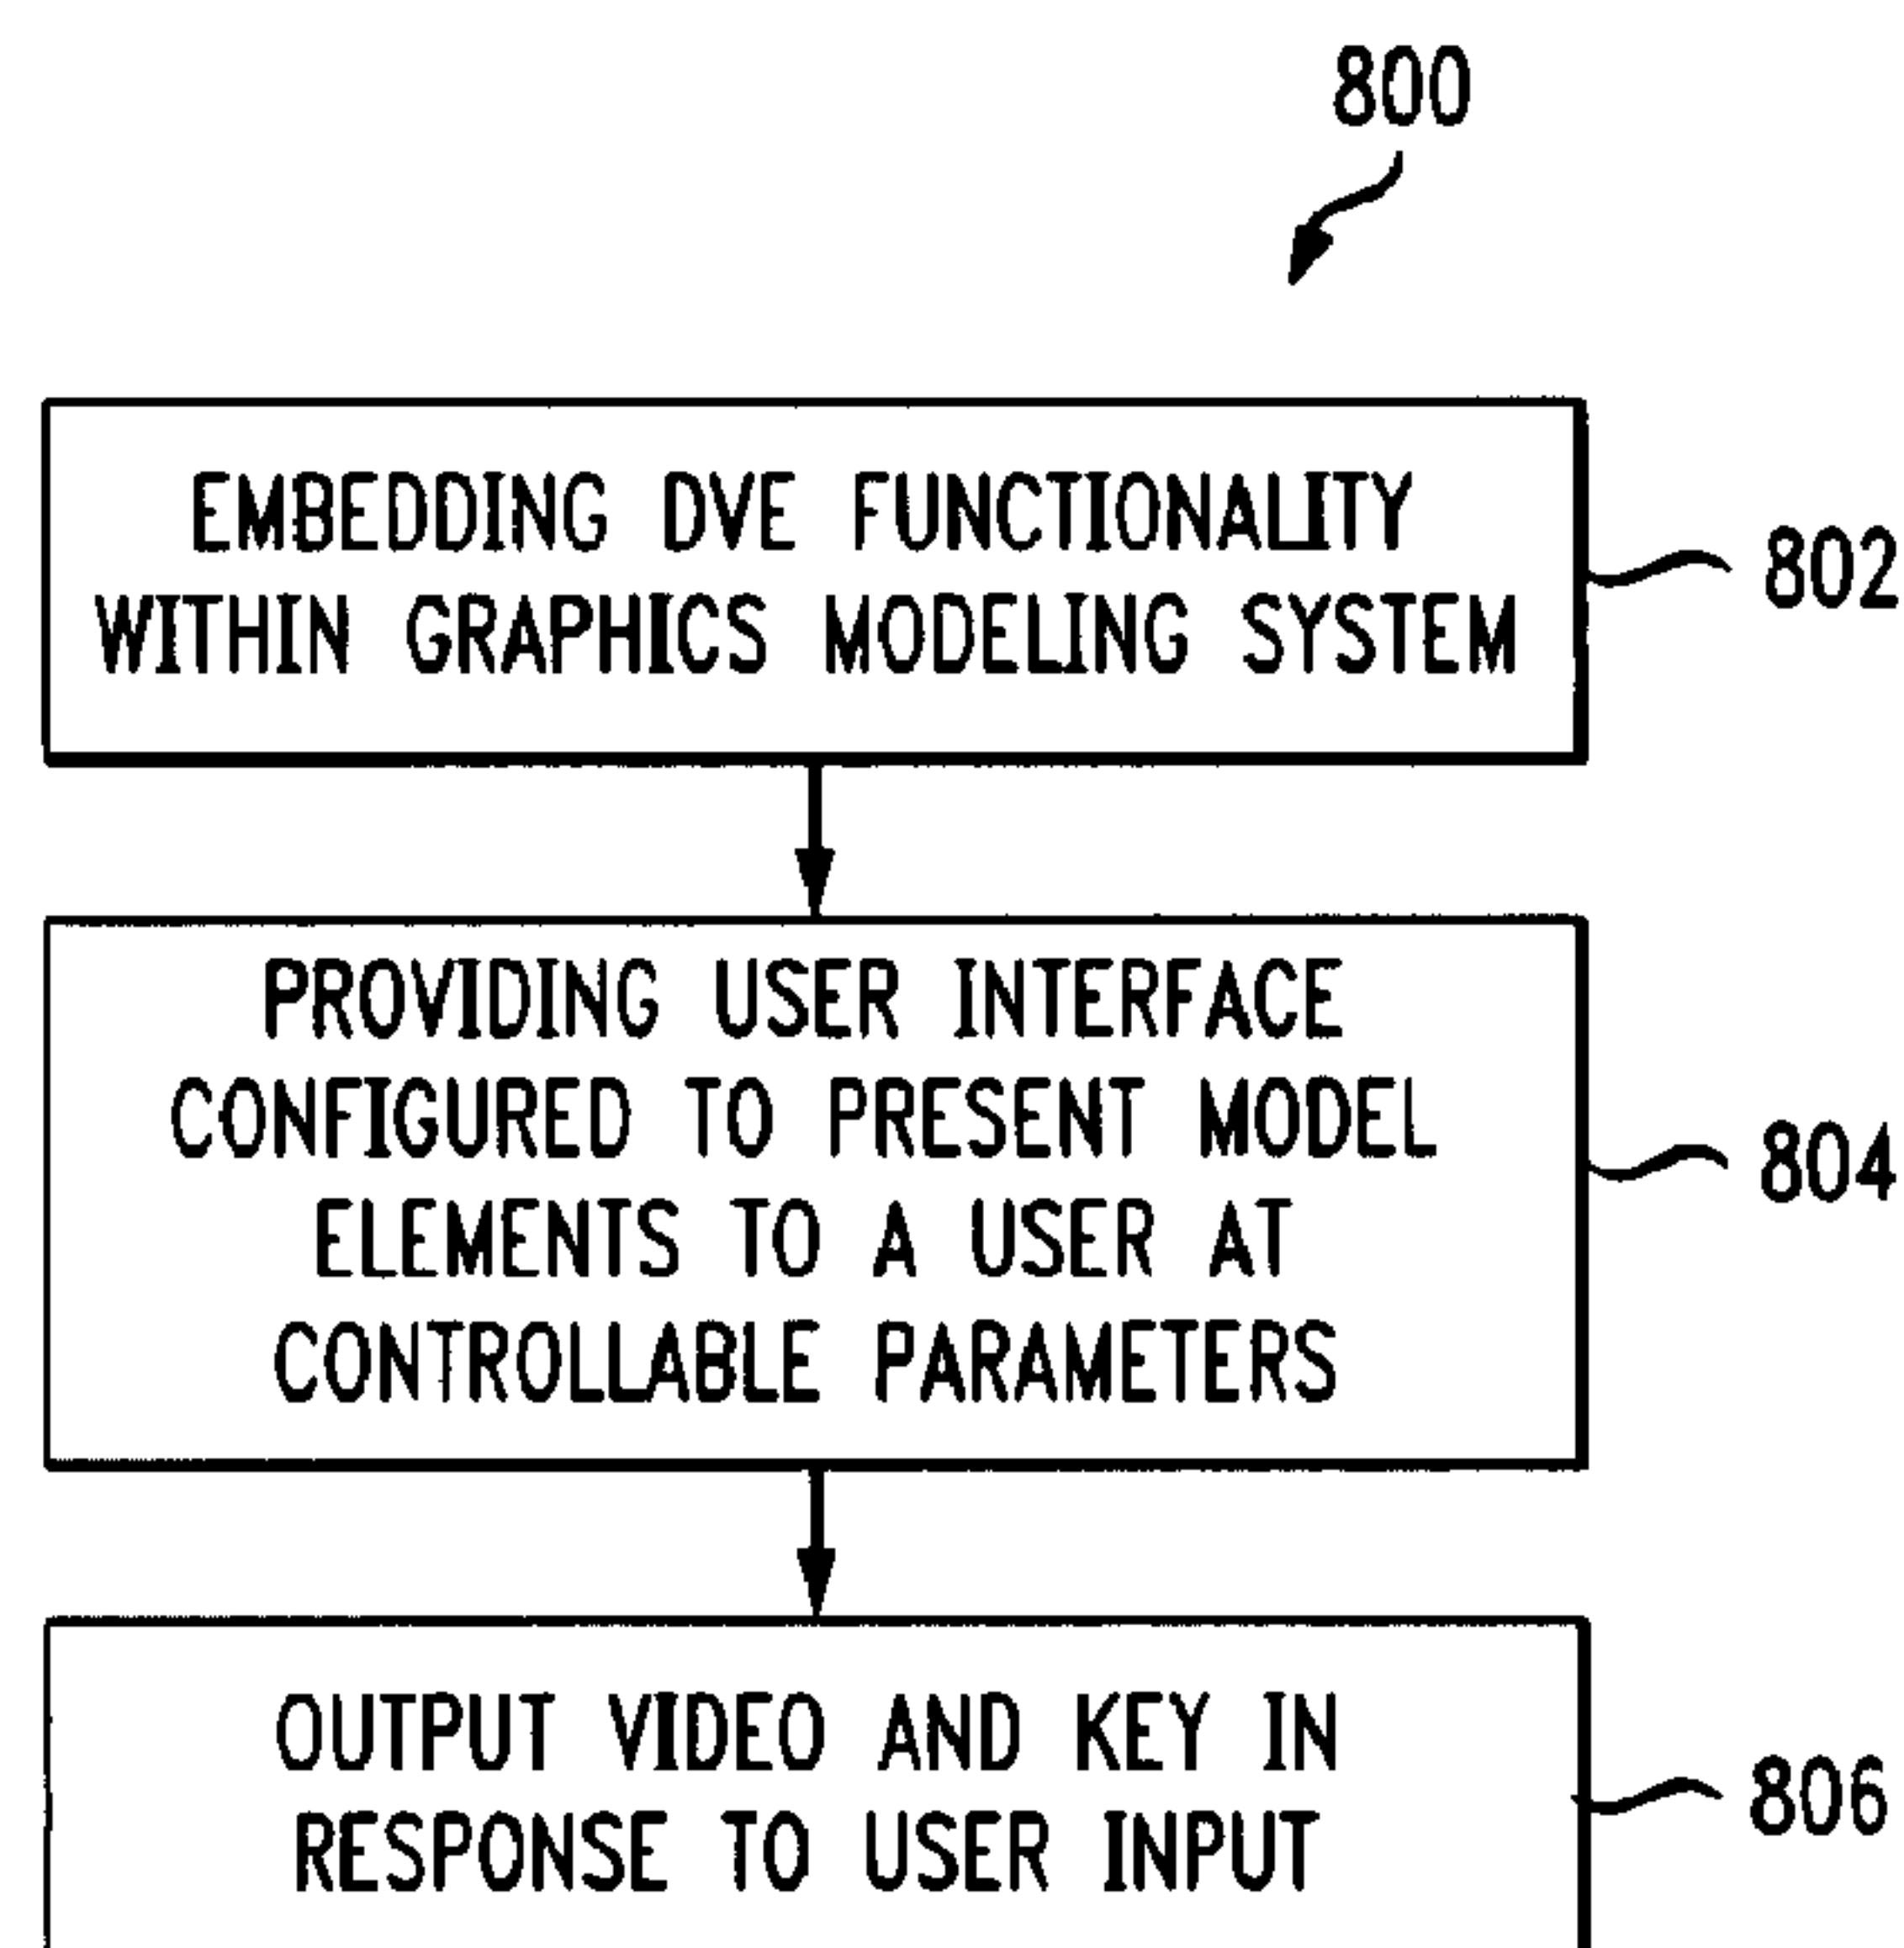 800
EMBEDDING DVE FUNCTIONALITY
WITHIN GRAPHICS MODELING SYSTEM
802
PROVIDING USER INTERFACE
CONFIGURED TO PRESENT MODEL
ELEMENTS TO A USER AT
CONTROLLABLE PARAMETERS
804
OUTPUT VIDEO AND KEY IN
RESPONSE TO USER INPUT
806